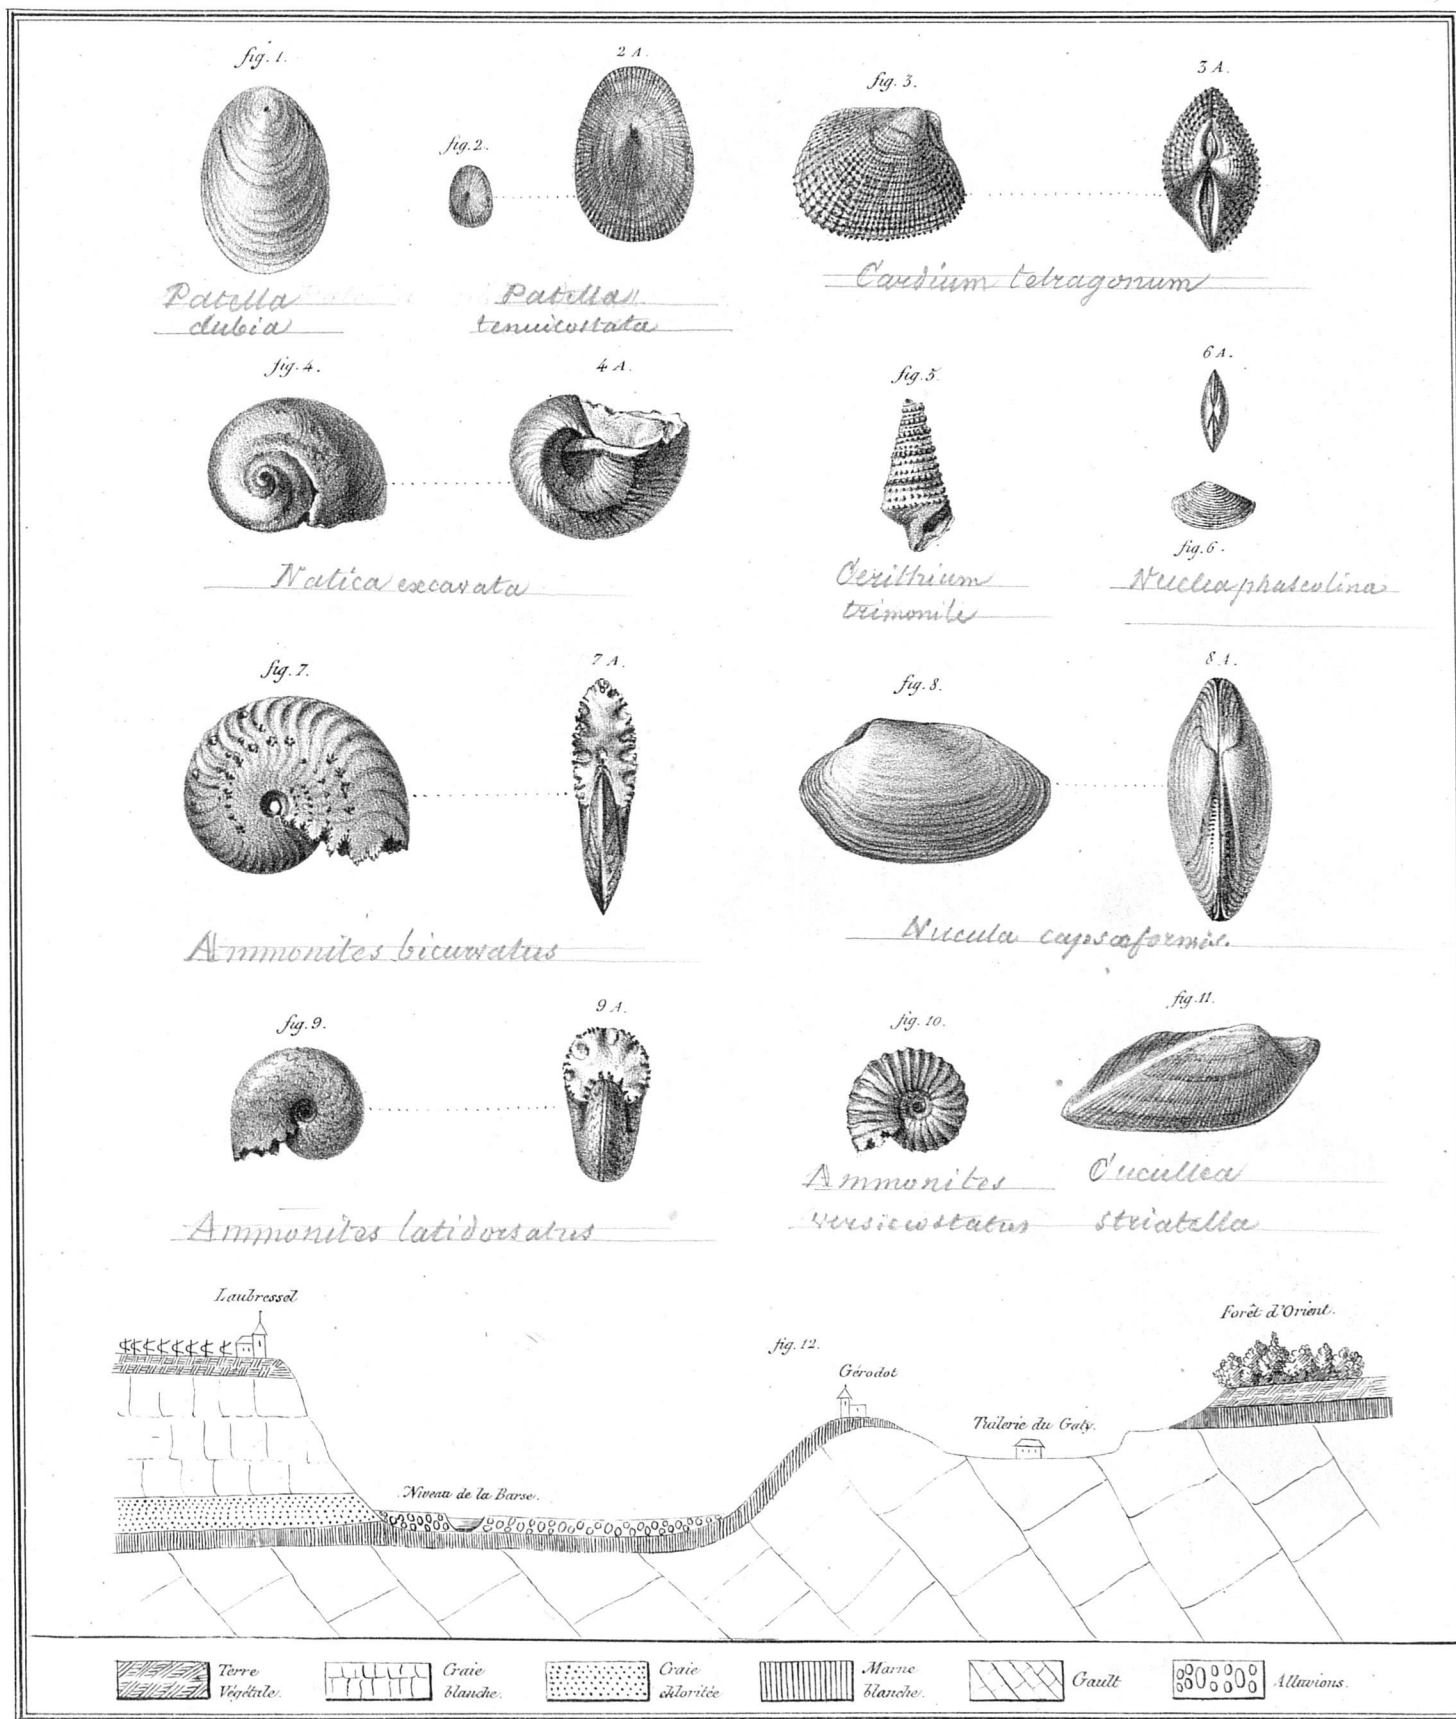 fig. 1.
2 A.
fig. 2.
fig. 3.
3 A.
Patella
dubia
Patella
tenuicostata
Cardium tetragonum
fig. 4.
4 A.
fig. 5.
6 A.
fig. 6.
Natica excavata
Cerithium
trimonile
Nuclea phaseolina
fig. 7.
7 A.
fig. 8.
8 A.
Ammonites bicurvatus
Nucula capsæformis.
fig. 9.
9 A.
fig. 10.
fig. 11.
Ammonites latidorsatus
Ammonites
versicostatus
Cucullea
striatella
Laubressel
fig. 12.
Gérodot
Tuilerie du Gaty.
Forêt d'Orient.
Niveau de la Barse.
Terre
Végétale.
Craie
blanche.
Craie
chloritée
Marne
blanche.
Gault
Alluvions.